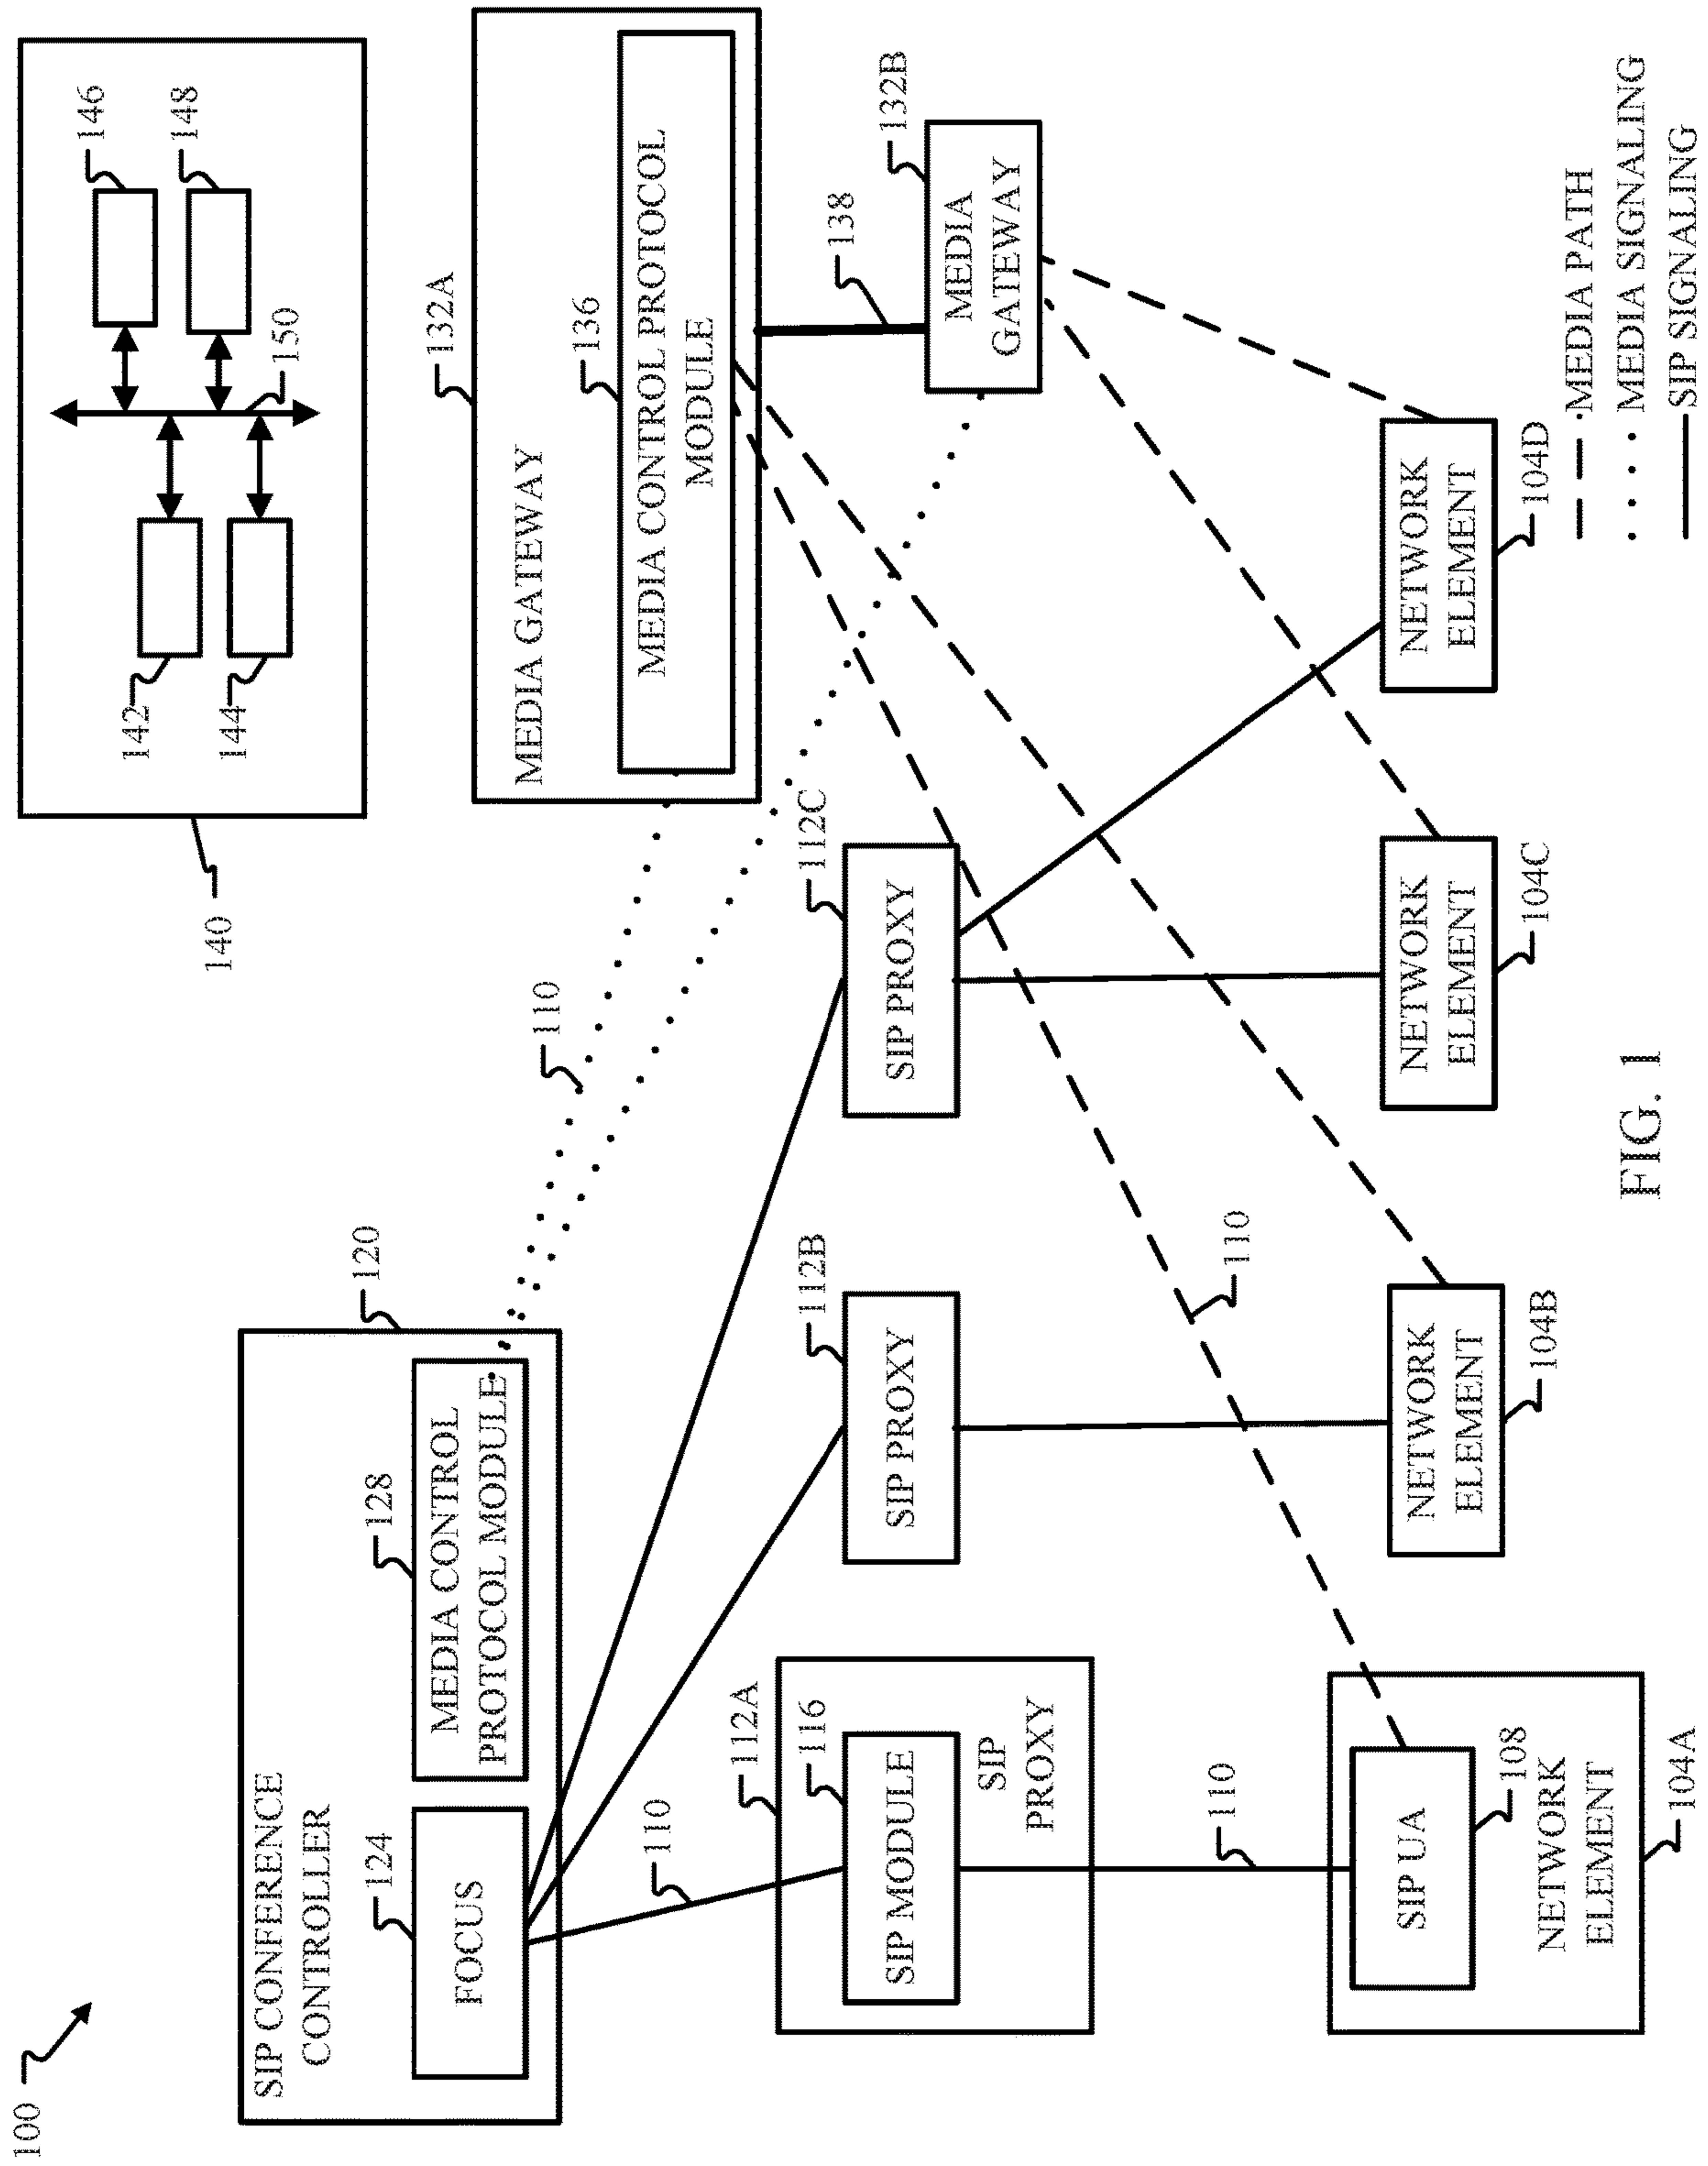 100
SIP CONFERENCE
CONTROLLER
120
124
FOCUS
128
MEDIA CONTROL
PROTOCOL MODULE
110
110
140
142
144
146
148
150
132A
MEDIA GATEWAY
136
MEDIA CONTROL PROTOCOL
MODULE
138
132B
MEDIA
GATEWAY
112A
116
SIP MODULE
SIP
PROXY
112B
SIP PROXY
112C
SIP PROXY
110
110
SIP UA
108
NETWORK
ELEMENT
104A
NETWORK
ELEMENT
104B
NETWORK
ELEMENT
104C
NETWORK
ELEMENT
104D
MEDIA PATH
MEDIA SIGNALING
SIP SIGNALING
FIG. 1